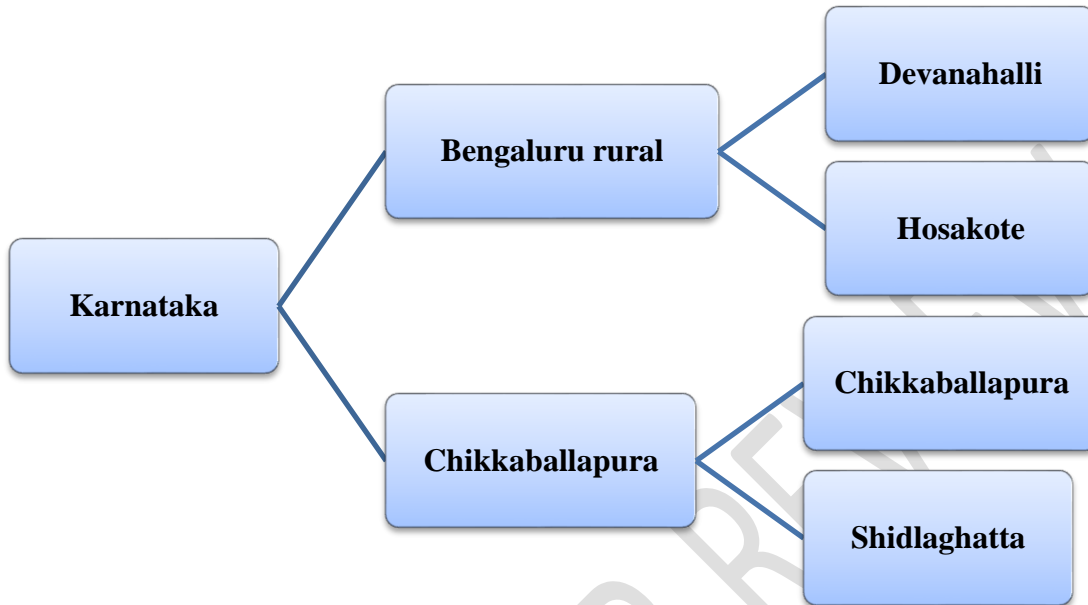 Devanahalli
Bengaluru rural
Hosakote
Karnataka
Chikkaballapura
Chikkaballapura
Shidlaghatta